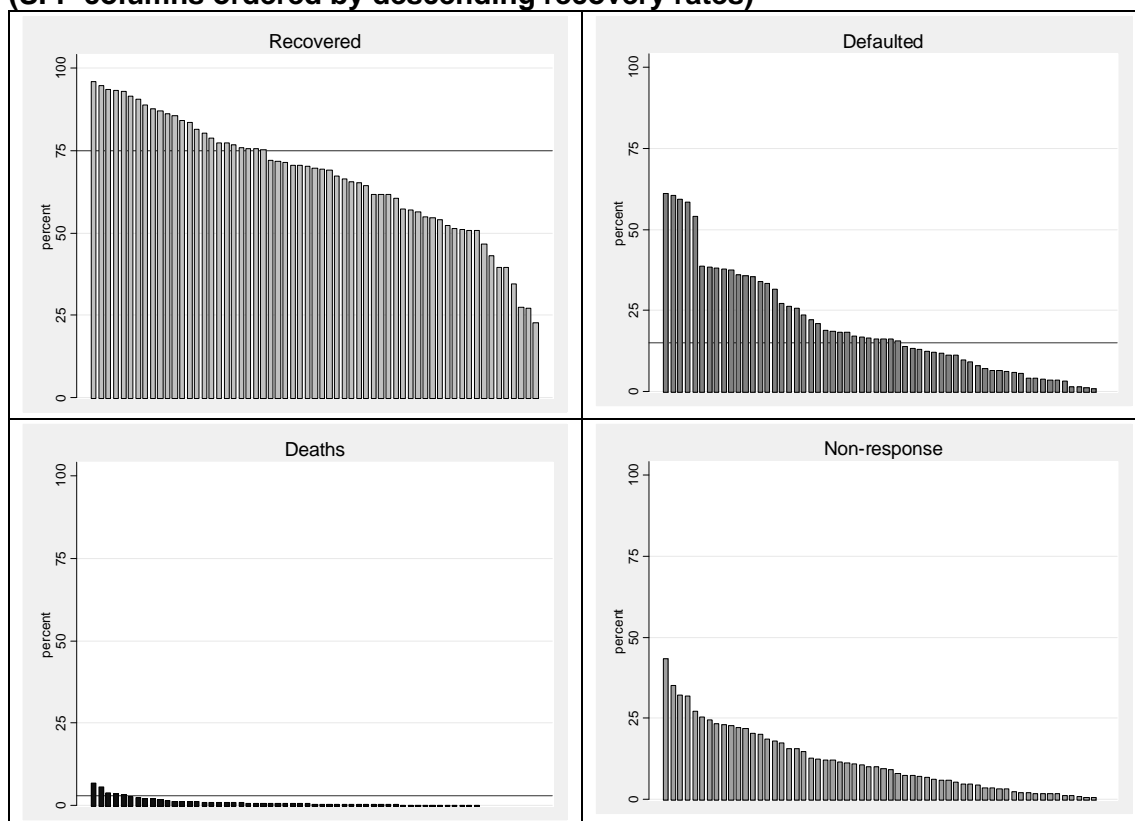 (SFP columns ordered by descending recovery rates)
Recovered
percent
0 25 50 75 100
Defaulted
percent
0 25 50 75 100
Deaths
percent
0 25 50 75 100
Non-response
percent
0 25 50 75 100